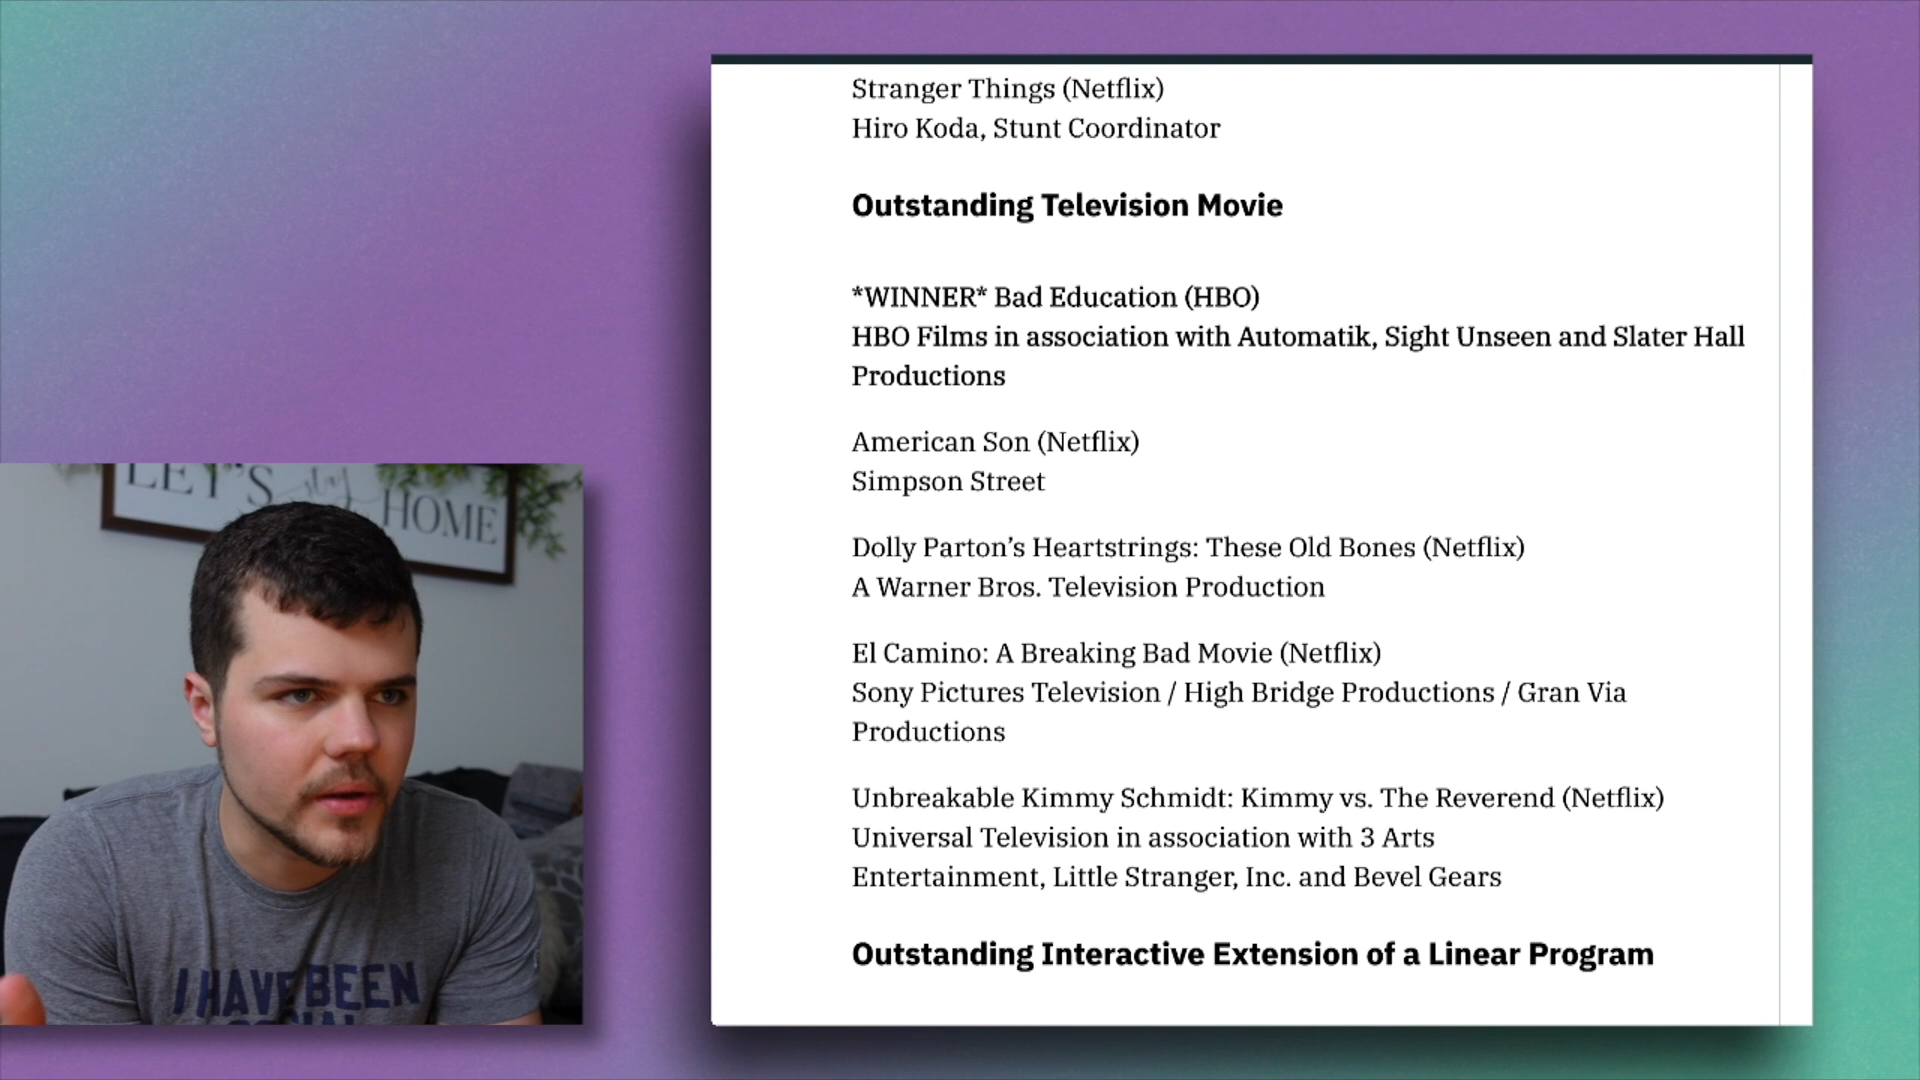 Stranger Things (Netflix)
Hiro Koda, Stunt Coordinator
Outstanding Television Movie
*WINNER* Bad Education (HBO)
HBO Films in association with Automatik, Sight Unseen and Slater Hall
Productions
American Son (Netflix)
Simpson Street
Dolly Parton’s Heartstrings: These Old Bones (Netflix)
A Warner Bros. Television Production
El Camino: A Breaking Bad Movie (Netflix)
Sony Pictures Television / High Bridge Productions / Gran Via
Productions
Unbreakable Kimmy Schmidt: Kimmy vs. The Reverend (Netflix)
Universal Television in association with 3 Arts
Entertainment, Little Stranger, Inc. and Bevel Gears
Outstanding Interactive Extension of a Linear Program
LET'S stay HOME
I HAVE BEEN